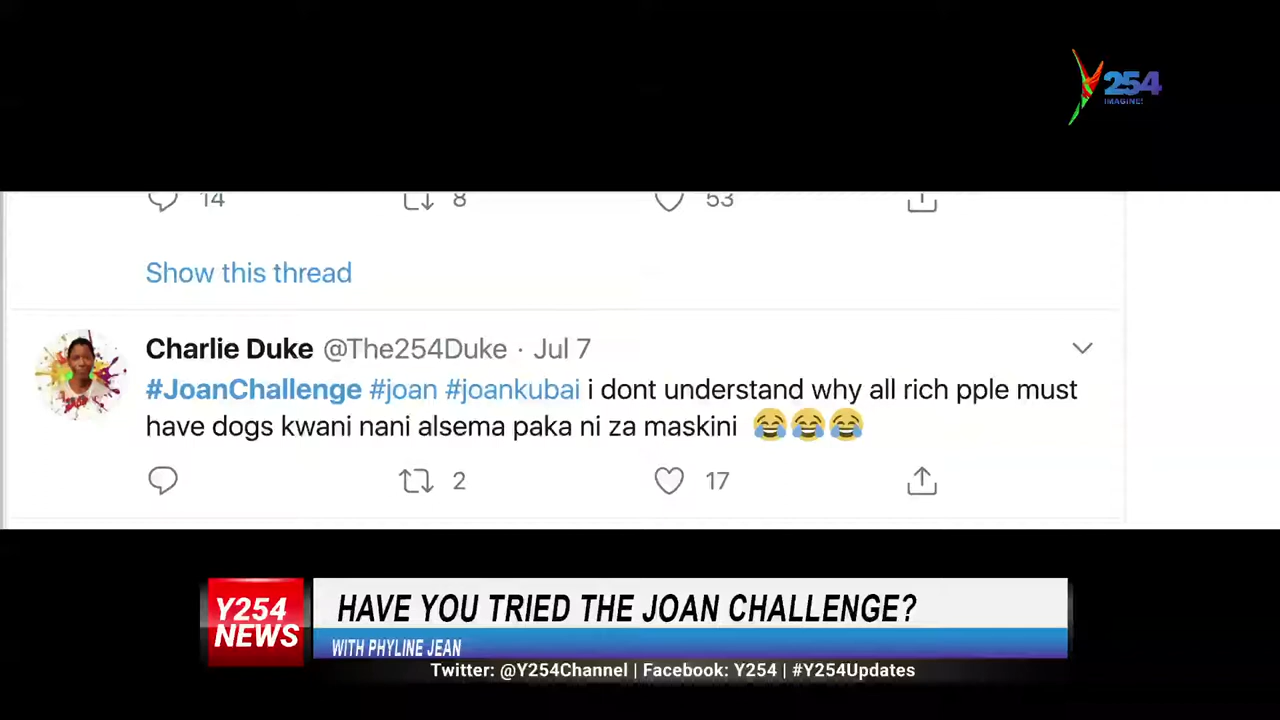 Y254
IMAGINE!
14 8 53
Show this thread
Charlie Duke @The254Duke · Jul 7
#JoanChallenge #joan #joankubai i dont understand why all rich pple must
have dogs kwani nani alsema paka ni za maskini 😂😂😂
2 17
Y254
NEWS
HAVE YOU TRIED THE JOAN CHALLENGE?
WITH PHYLINE JEAN
Twitter: @Y254Channel | Facebook: Y254 | #Y254Updates